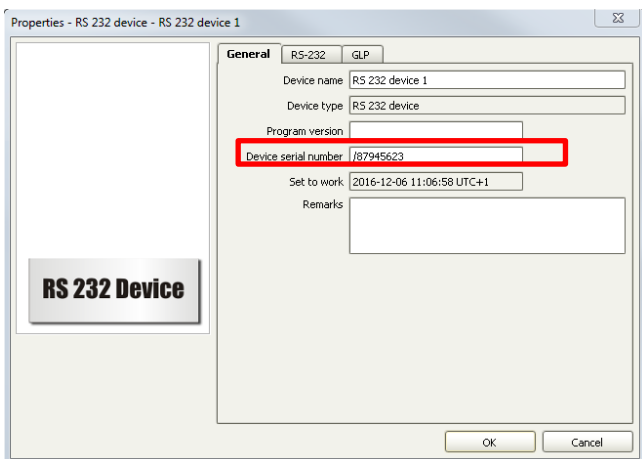 Properties - RS 232 device - RS 232 device 1
General RS-232 GLP
Device name RS 232 device 1
Device type RS 232 device
Program version
Device serial number /87945623
Set to work 2016-12-06 11:06:58 UTC+1
Remarks
RS 232 Device
OK Cancel